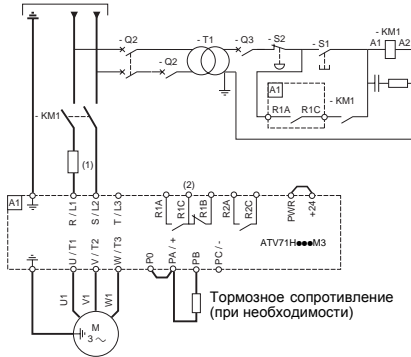 - Q2
- T1
- Q3
- S2
- S1
- KM1
A1 A2
- Q2
A1
R1A R1C
- KM1
- KM1
(1)
(2)
A1
R / L1
S / L2
T / L3
R1A
R1C
R1B
R2A
R2C
PWR
+24
ATV71H●●●M3
U / T1
V / T2
W / T3
P0
PA / +
PB
PC / -
U1
V1
W1
M
3 ~
Тормозное сопротивление
(при необходимости)